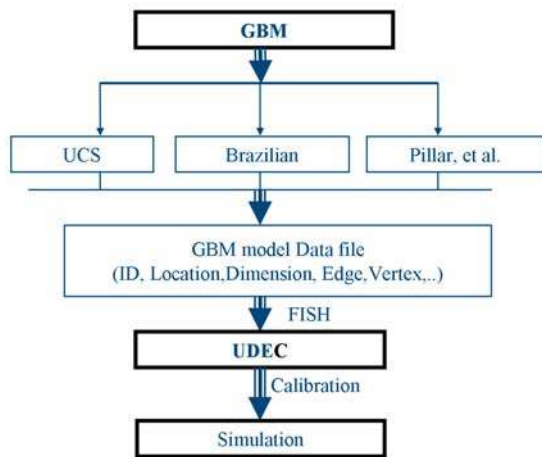 GBM
UCS
Brazilian
Pillar, et al.
GBM model Data file
(ID, Location,Dimension, Edge,Vertex,..)
FISH
UDEC
Calibration
Simulation